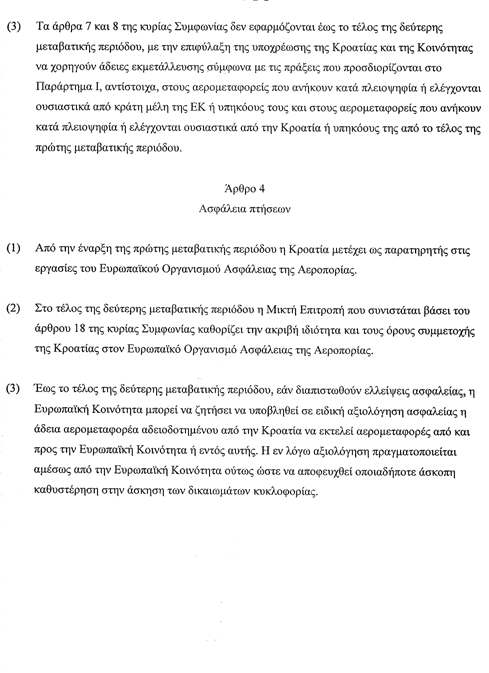 (3) Τα άρθρα 7 και 8 της κυρίας Συμφωνίας δεν εφαρμόζονται έως το τέλος της δεύτερης
μεταβατικής περιόδου, με την επιφύλαξη της υποχρέωσης της Κροατίας και της Κοινότητας
να χορηγούν άδειες εκμετάλλευσης σύμφωνα με τις πράξεις που προσδιορίζονται στο
Παράρτημα Ι, αντίστοιχα, στους αερομεταφορείς που ανήκουν κατά πλειοψηφία ή ελέγχονται
ουσιαστικά από κράτη μέλη της ΕΚ ή υπηκόους τους και στους αερομεταφορείς που ανήκουν
κατά πλειοψηφία ή ελέγχονται ουσιαστικά από την Κροατία ή υπηκόους της από το τέλος της
πρώτης μεταβατικής περιόδου.
Άρθρο 4
Ασφάλεια πτήσεων
(1) Από την έναρξη της πρώτης μεταβατικής περιόδου η Κροατία μετέχει ως παρατηρητής στις
εργασίες του Ευρωπαϊκού Οργανισμού Ασφάλειας της Αεροπορίας.
(2) Στο τέλος της δεύτερης μεταβατικής περιόδου η Μικτή Επιτροπή που συνιστάται βάσει του
άρθρου 18 της κυρίας Συμφωνίας καθορίζει την ακριβή ιδιότητα και τους όρους συμμετοχής
της Κροατίας στον Ευρωπαϊκό Οργανισμό Ασφάλειας της Αεροπορίας.
(3) Έως το τέλος της δεύτερης μεταβατικής περιόδου, εάν διαπιστωθούν ελλείψεις ασφαλείας, η
Ευρωπαϊκή Κοινότητα μπορεί να ζητήσει να υποβληθεί σε ειδική αξιολόγηση ασφαλείας η
άδεια αερομεταφορέα αδειοδοτημένου από την Κροατία να εκτελεί αερομεταφορές από και
προς την Ευρωπαϊκή Κοινότητα ή εντός αυτής. Η εν λόγω αξιολόγηση πραγματοποιείται
αμέσως από την Ευρωπαϊκή Κοινότητα ούτως ώστε να αποφευχθεί οποιαδήποτε άσκοπη
καθυστέρηση στην άσκηση των δικαιωμάτων κυκλοφορίας.